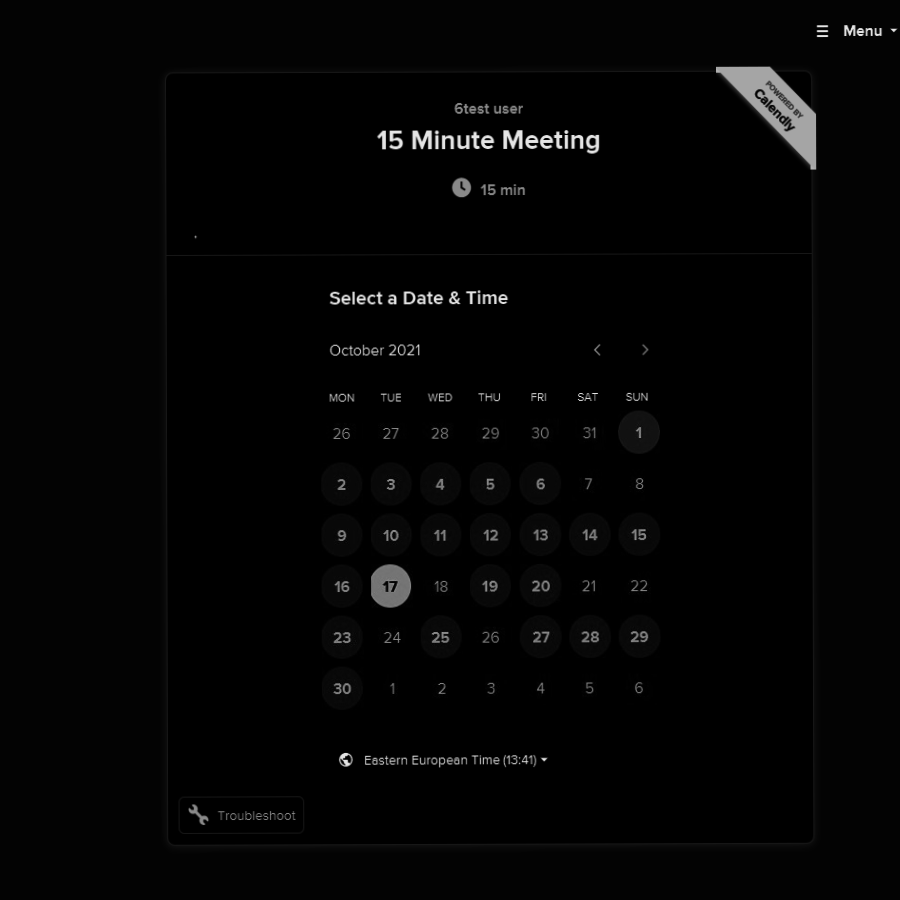 ☰ Menu
POWERED BY
Calendly
6test user
15 Minute Meeting
15 min
Select a Date & Time
October 2021
MON TUE WED THU FRI SAT SUN
26 27 28 29 30 31 1
2 3 4 5 6 7 8
9 10 11 12 13 14 15
16 17 18 19 20 21 22
23 24 25 26 27 28 29
30 1 2 3 4 5 6
Eastern European Time (13:41)
Troubleshoot